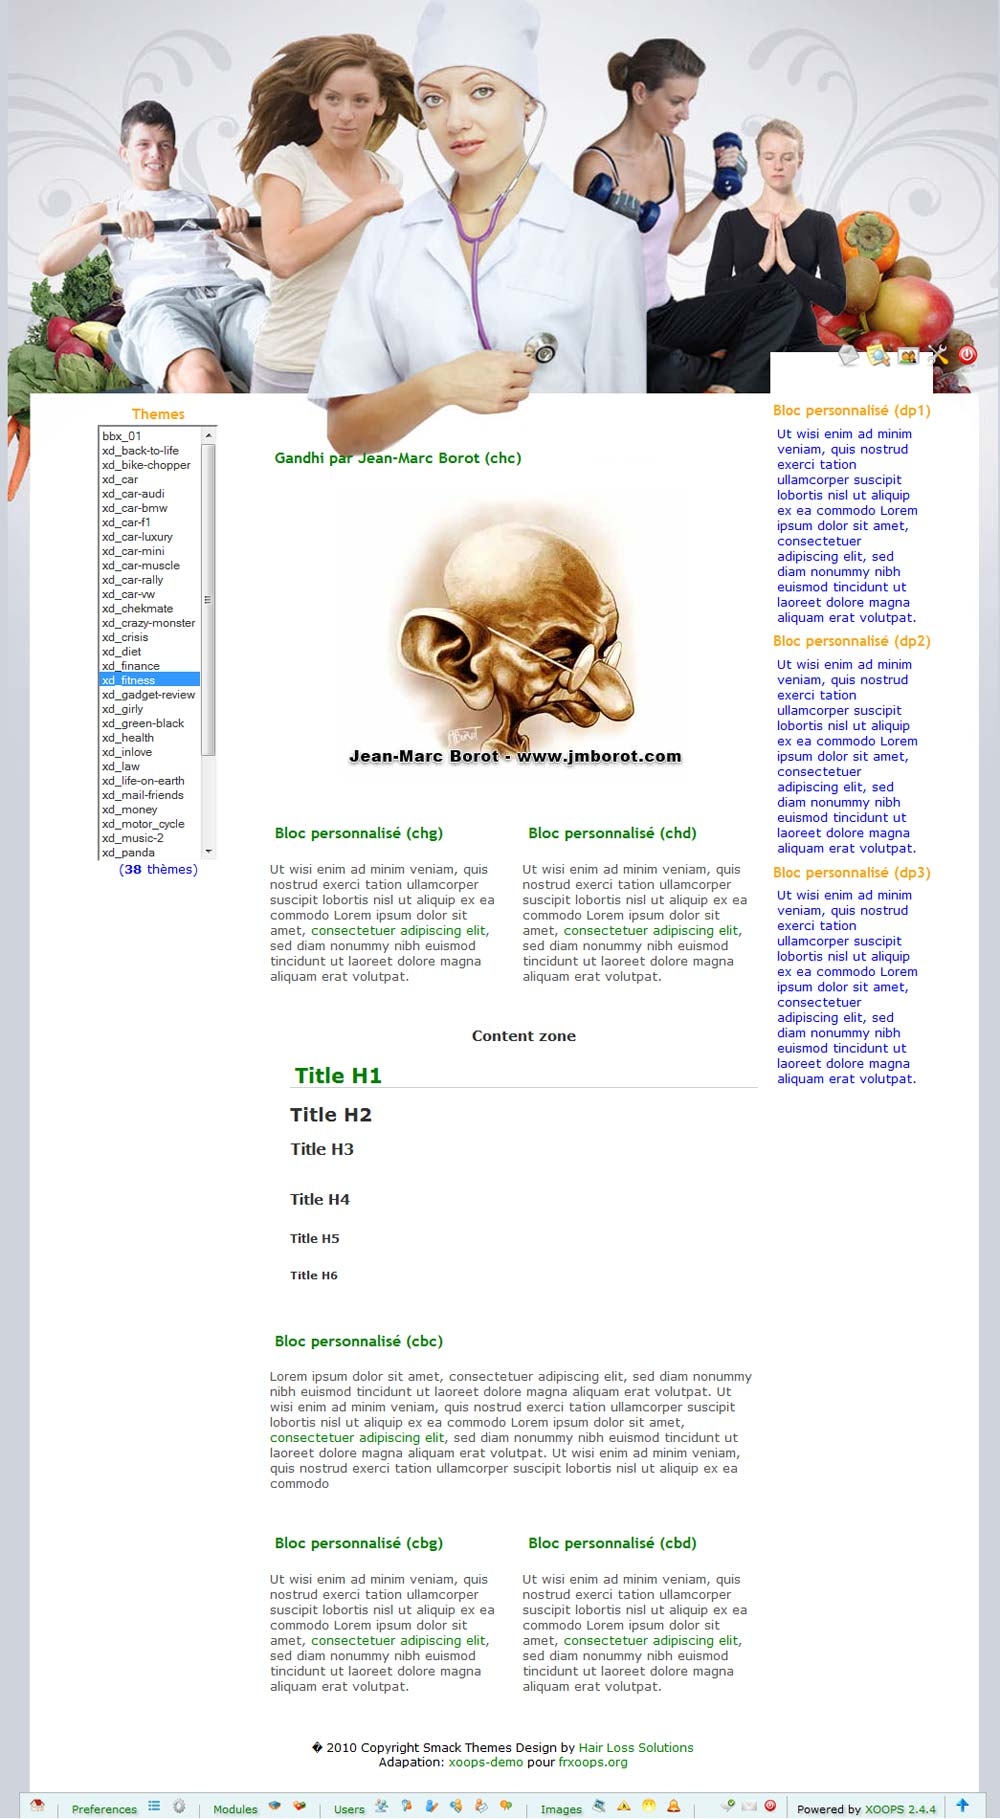 Themes
bbx_01
xd_back-to-life
xd_bike-chopper
xd_car
xd_car-audi
xd_car-bmw
xd_car-f1
xd_car-luxury
xd_car-mini
xd_car-muscle
xd_car-rally
xd_car-vw
xd_chekmate
xd_crazy-monster
xd_crisis
xd_diet
xd_finance
xd_fitness
xd_gadget-review
xd_girly
xd_green-black
xd_health
xd_inlove
xd_law
xd_life-on-earth
xd_mail-friends
xd_money
xd_motor_cycle
xd_music-2
xd_panda
(38 thèmes)
Gandhi par Jean-Marc Borot (chc)
Jean-Marc Borot - www.jmborot.com
Bloc personnalisé (chg)
Ut wisi enim ad minim veniam, quis
nostrud exerci tation ullamcorper
suscipit lobortis nisl ut aliquip ex ea
commodo Lorem ipsum dolor sit
amet, consectetuer adipiscing elit,
sed diam nonummy nibh euismod
tincidunt ut laoreet dolore magna
aliquam erat volutpat.
Bloc personnalisé (chd)
Ut wisi enim ad minim veniam, quis
nostrud exerci tation ullamcorper
suscipit lobortis nisl ut aliquip ex ea
commodo Lorem ipsum dolor sit
amet, consectetuer adipiscing elit,
sed diam nonummy nibh euismod
tincidunt ut laoreet dolore magna
aliquam erat volutpat.
Content zone
Title H1
Title H2
Title H3
Title H4
Title H5
Title H6
Bloc personnalisé (cbc)
Lorem ipsum dolor sit amet, consectetuer adipiscing elit, sed diam nonummy
nibh euismod tincidunt ut laoreet dolore magna aliquam erat volutpat. Ut
wisi enim ad minim veniam, quis nostrud exerci tation ullamcorper suscipit
lobortis nisl ut aliquip ex ea commodo Lorem ipsum dolor sit amet,
consectetuer adipiscing elit, sed diam nonummy nibh euismod tincidunt ut
laoreet dolore magna aliquam erat volutpat. Ut wisi enim ad minim veniam,
quis nostrud exerci tation ullamcorper suscipit lobortis nisl ut aliquip ex ea
commodo
Bloc personnalisé (cbg)
Ut wisi enim ad minim veniam, quis
nostrud exerci tation ullamcorper
suscipit lobortis nisl ut aliquip ex ea
commodo Lorem ipsum dolor sit
amet, consectetuer adipiscing elit,
sed diam nonummy nibh euismod
tincidunt ut laoreet dolore magna
aliquam erat volutpat.
Bloc personnalisé (cbd)
Ut wisi enim ad minim veniam, quis
nostrud exerci tation ullamcorper
suscipit lobortis nisl ut aliquip ex ea
commodo Lorem ipsum dolor sit
amet, consectetuer adipiscing elit,
sed diam nonummy nibh euismod
tincidunt ut laoreet dolore magna
aliquam erat volutpat.
Bloc personnalisé (dp1)
Ut wisi enim ad minim
veniam, quis nostrud
exerci tation
ullamcorper suscipit
lobortis nisl ut aliquip
ex ea commodo Lorem
ipsum dolor sit amet,
consectetuer
adipiscing elit, sed
diam nonummy nibh
euismod tincidunt ut
laoreet dolore magna
aliquam erat volutpat.
Bloc personnalisé (dp2)
Ut wisi enim ad minim
veniam, quis nostrud
exerci tation
ullamcorper suscipit
lobortis nisl ut aliquip
ex ea commodo Lorem
ipsum dolor sit amet,
consectetuer
adipiscing elit, sed
diam nonummy nibh
euismod tincidunt ut
laoreet dolore magna
aliquam erat volutpat.
Bloc personnalisé (dp3)
Ut wisi enim ad minim
veniam, quis nostrud
exerci tation
ullamcorper suscipit
lobortis nisl ut aliquip
ex ea commodo Lorem
ipsum dolor sit amet,
consectetuer
adipiscing elit, sed
diam nonummy nibh
euismod tincidunt ut
laoreet dolore magna
aliquam erat volutpat.
� 2010 Copyright Smack Themes Design by Hair Loss Solutions
Adapation: xoops-demo pour frxoops.org
Preferences Modules Users Images Powered by XOOPS 2.4.4